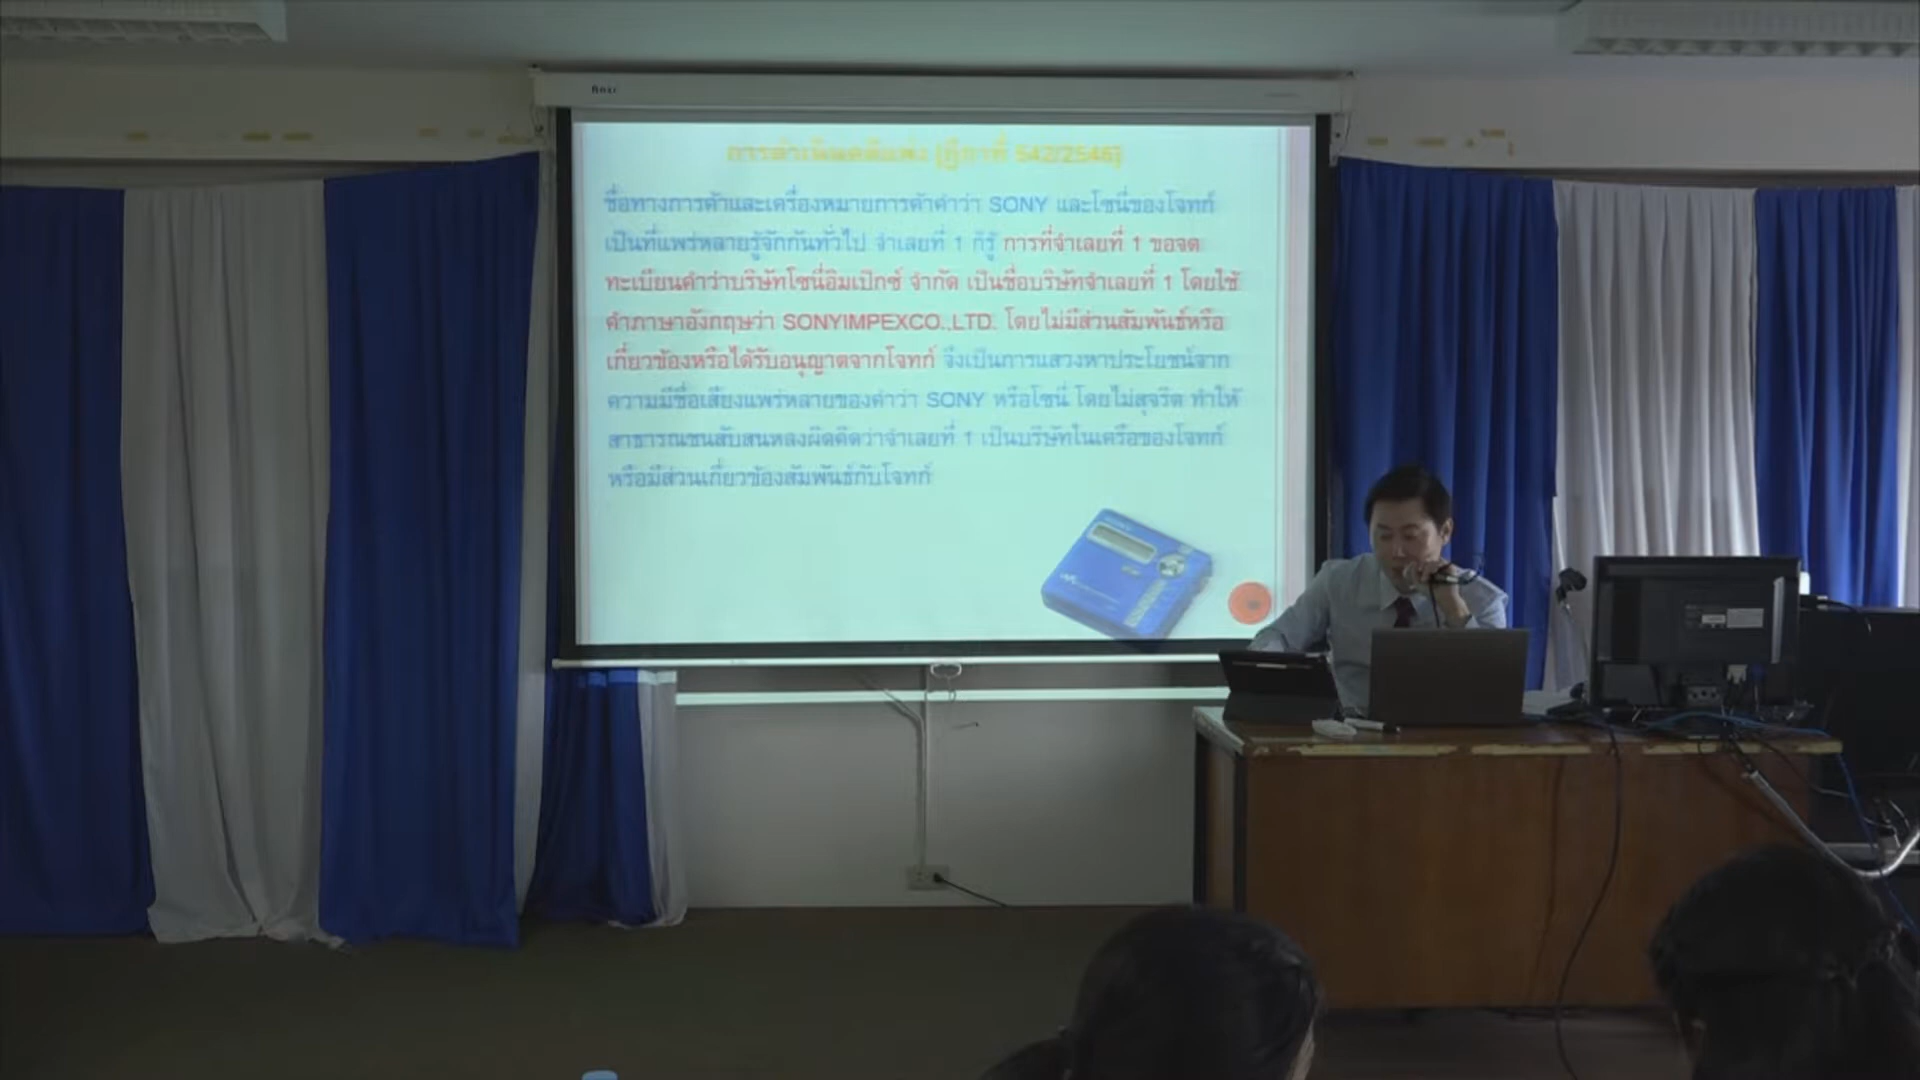 การดำเนินคดีแพ่ง [ฎีกาที่ 542/2546]
ชื่อทางการค้าและเครื่องหมายการค้าคำว่า SONY และโซนี่ของโจทก์
เป็นที่แพร่หลายรู้จักกันทั่วไป จำเลยที่ 1 ก็รู้ การที่จำเลยที่ 1 ขอจด
ทะเบียนคำว่าบริษัทโซนี่อิมเป็กซ์ จำกัด เป็นชื่อบริษัทจำเลยที่ 1 โดยใช้
คำภาษาอังกฤษว่า SONYIMPEXCO.,LTD. โดยไม่มีส่วนสัมพันธ์หรือ
เกี่ยวข้องหรือได้รับอนุญาตจากโจทก์ จึงเป็นการแสวงหาประโยชน์จาก
ความมีชื่อเสียงแพร่หลายของคำว่า SONY หรือโซนี่ โดยไม่สุจริต ทำให้
สาธารณชนสับสนหลงผิดคิดว่าจำเลยที่ 1 เป็นบริษัทในเครือของโจทก์
หรือมีส่วนเกี่ยวข้องสัมพันธ์กับโจทก์